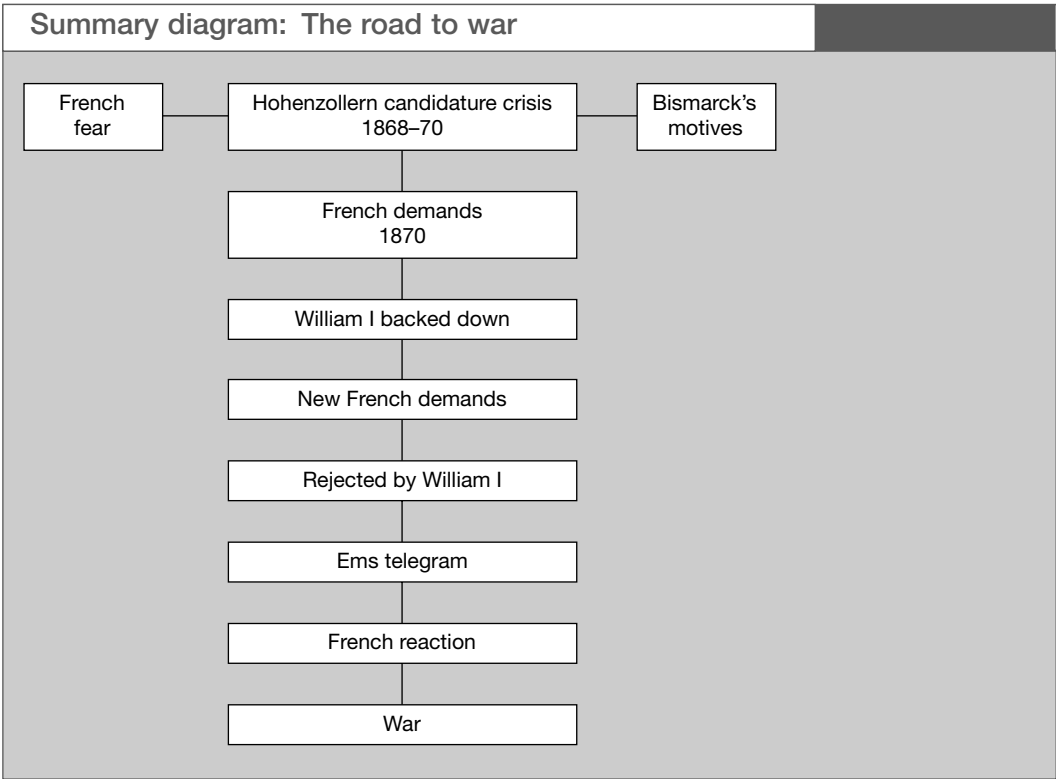 Summary diagram: The road to war
French
fear
Hohenzollern candidature crisis
1868–70
Bismarck's
motives
French demands
1870
William I backed down
New French demands
Rejected by William I
Ems telegram
French reaction
War